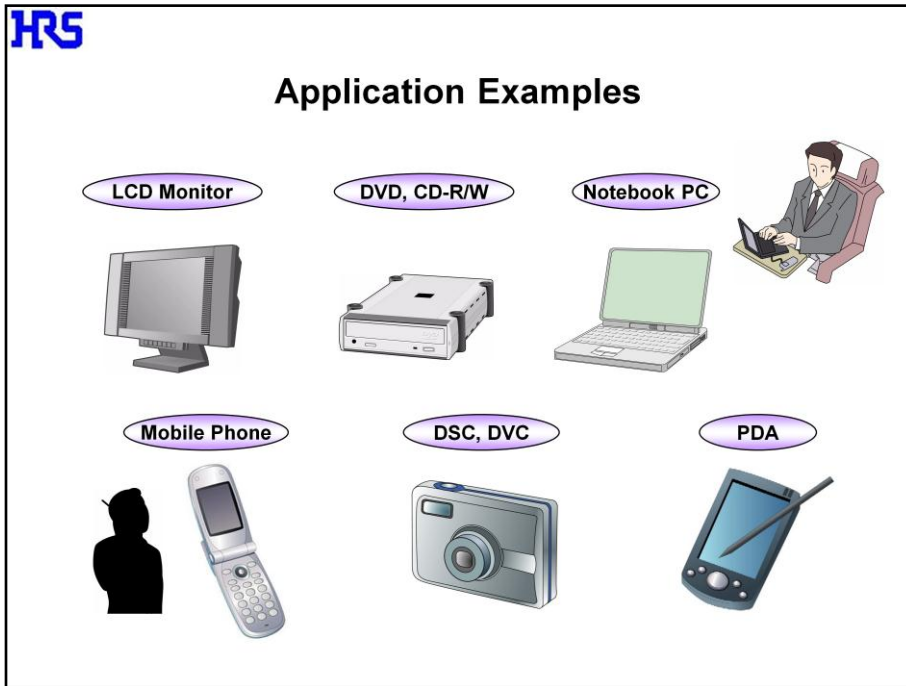 HRS
Application Examples
LCD Monitor
DVD, CD-R/W
Notebook PC
Mobile Phone
DSC, DVC
PDA